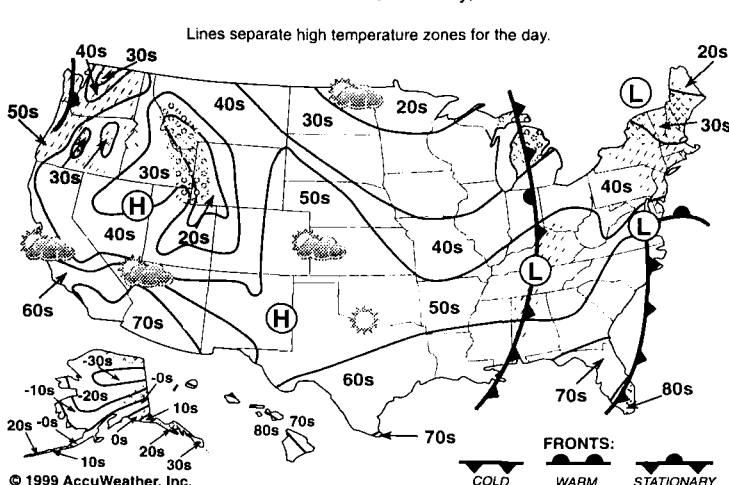 Lines separate high temperature zones for the day.
40s 30s
20s
L
50s
40s
30s
20s
30s
30s
30s
50s
40s
H
40s
20s
40s
L
L
60s
50s
H
70s
60s
70s
80s
-30s
-0s
-10s
-20s
10s
20s
-0s
0s
20s
30s
10s
80s
70s
70s
FRONTS:
COLD WARM STATIONARY
© 1999 AccuWeather, Inc.